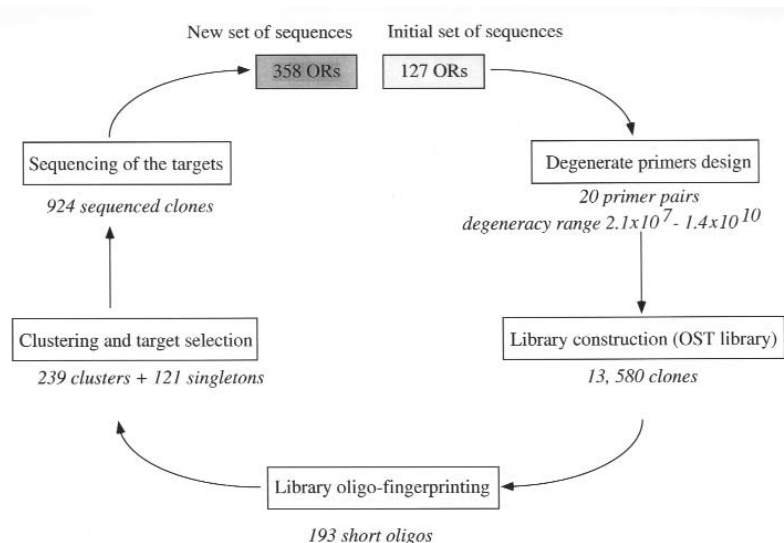 New set of sequences
Initial set of sequences
358 ORs
127 ORs
Sequencing of the targets
924 sequenced clones
Degenerate primers design
20 primer pairs
degeneracy range 2.1x10^7 - 1.4x10^10
Clustering and target selection
239 clusters + 121 singletons
Library construction (OST library)
13, 580 clones
Library oligo-fingerprinting
193 short oligos